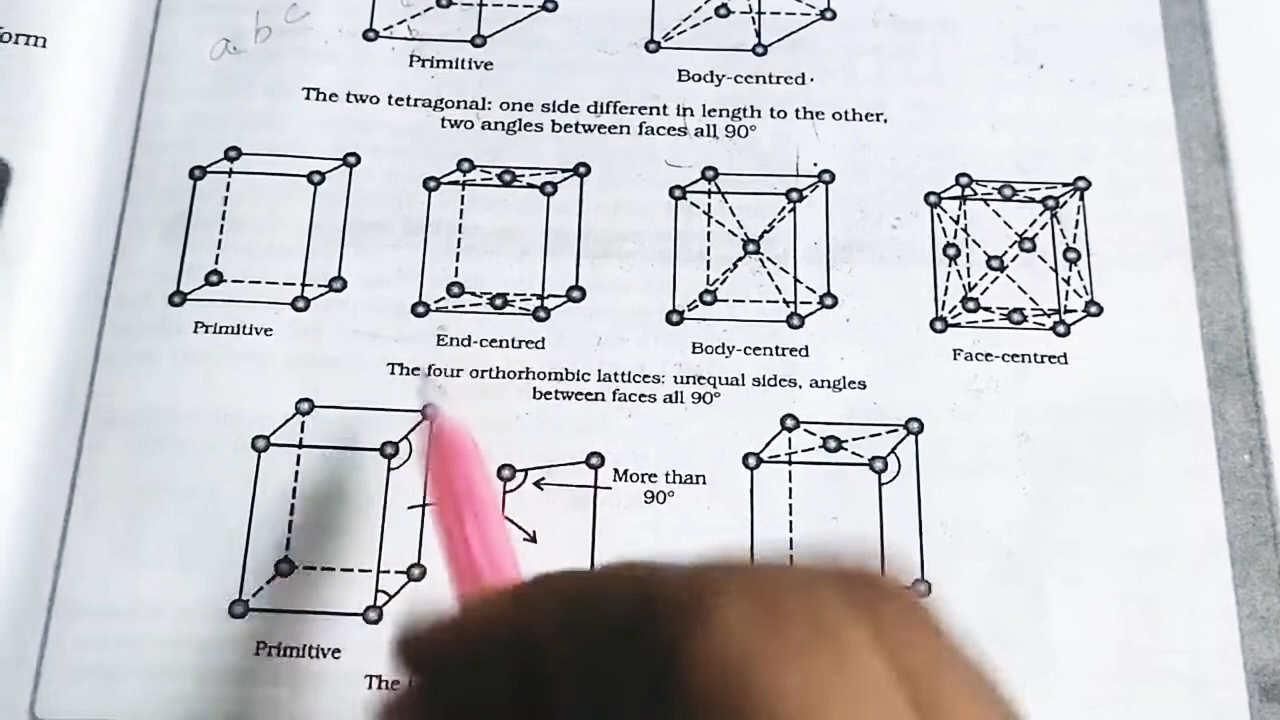 orm
a b c
Primitive
Body-centred
The two tetragonal: one side different in length to the other,
two angles between faces all 90°
Primitive
End-centred
Body-centred
Face-centred
The four orthorhombic lattices: unequal sides, angles
between faces all 90°
More than
90°
Primitive
The